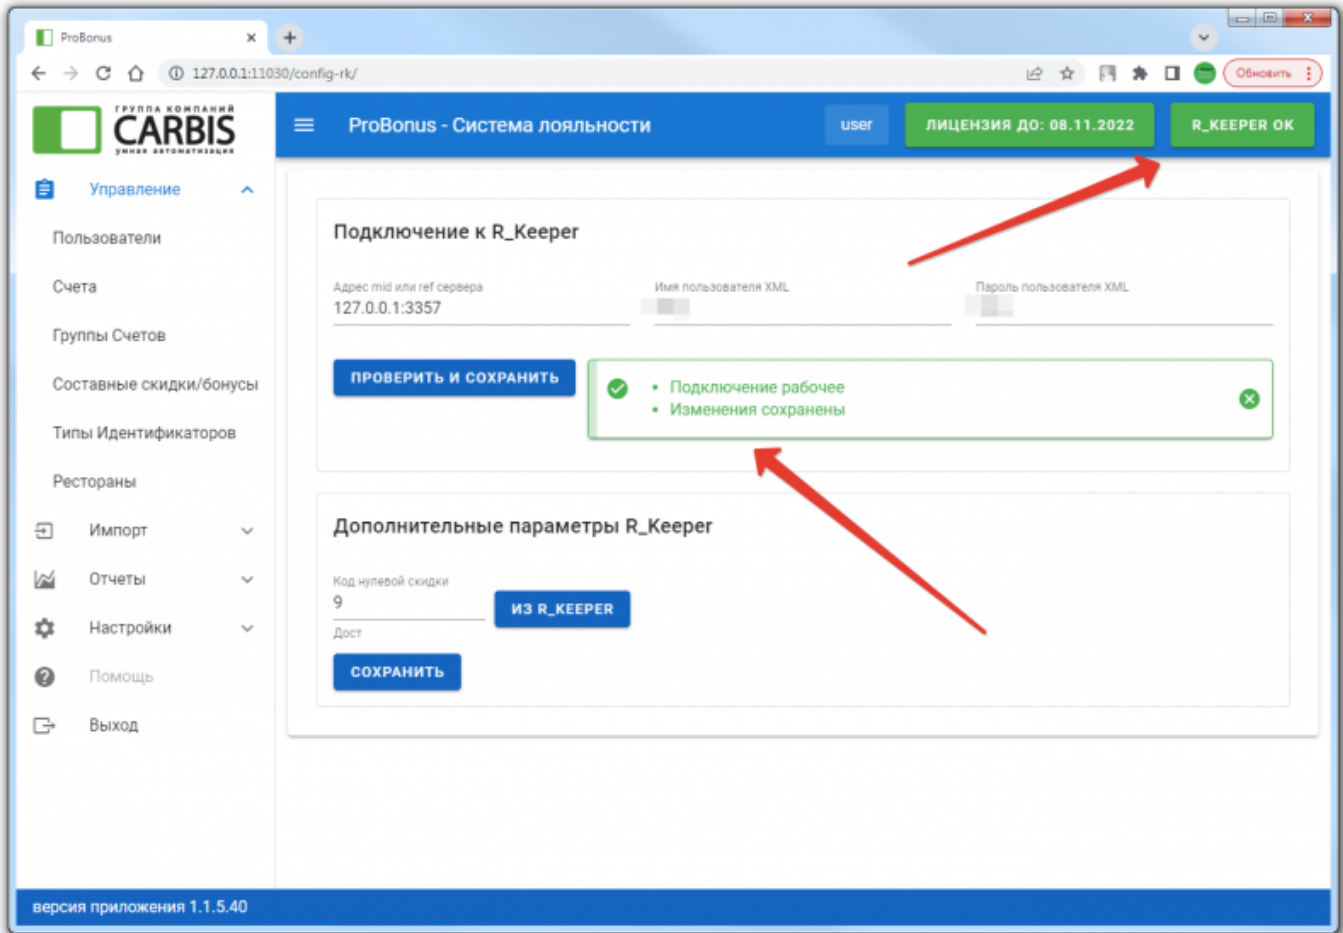 ProBonus
127.0.0.1:11030/config-rk/
Обновить
ГРУППА КОМПАНИЙ
CARBIS
умная автоматизация
ProBonus - Система лояльности
user
ЛИЦЕНЗИЯ ДО: 08.11.2022
R_KEEPER OK
Управление
Пользователи
Счета
Группы Счетов
Составные скидки/бонусы
Типы Идентификаторов
Рестораны
Импорт
Отчеты
Настройки
Помощь
Выход
Подключение к R_Keeper
Адрес mid или ref сервера
127.0.0.1:3357
Имя пользователя XML
Пароль пользователя XML
ПРОВЕРИТЬ И СОХРАНИТЬ
• Подключение рабочее
• Изменения сохранены
Дополнительные параметры R_Keeper
Код нулевой скидки
9
Дост
ИЗ R_KEEPER
СОХРАНИТЬ
версия приложения 1.1.5.40